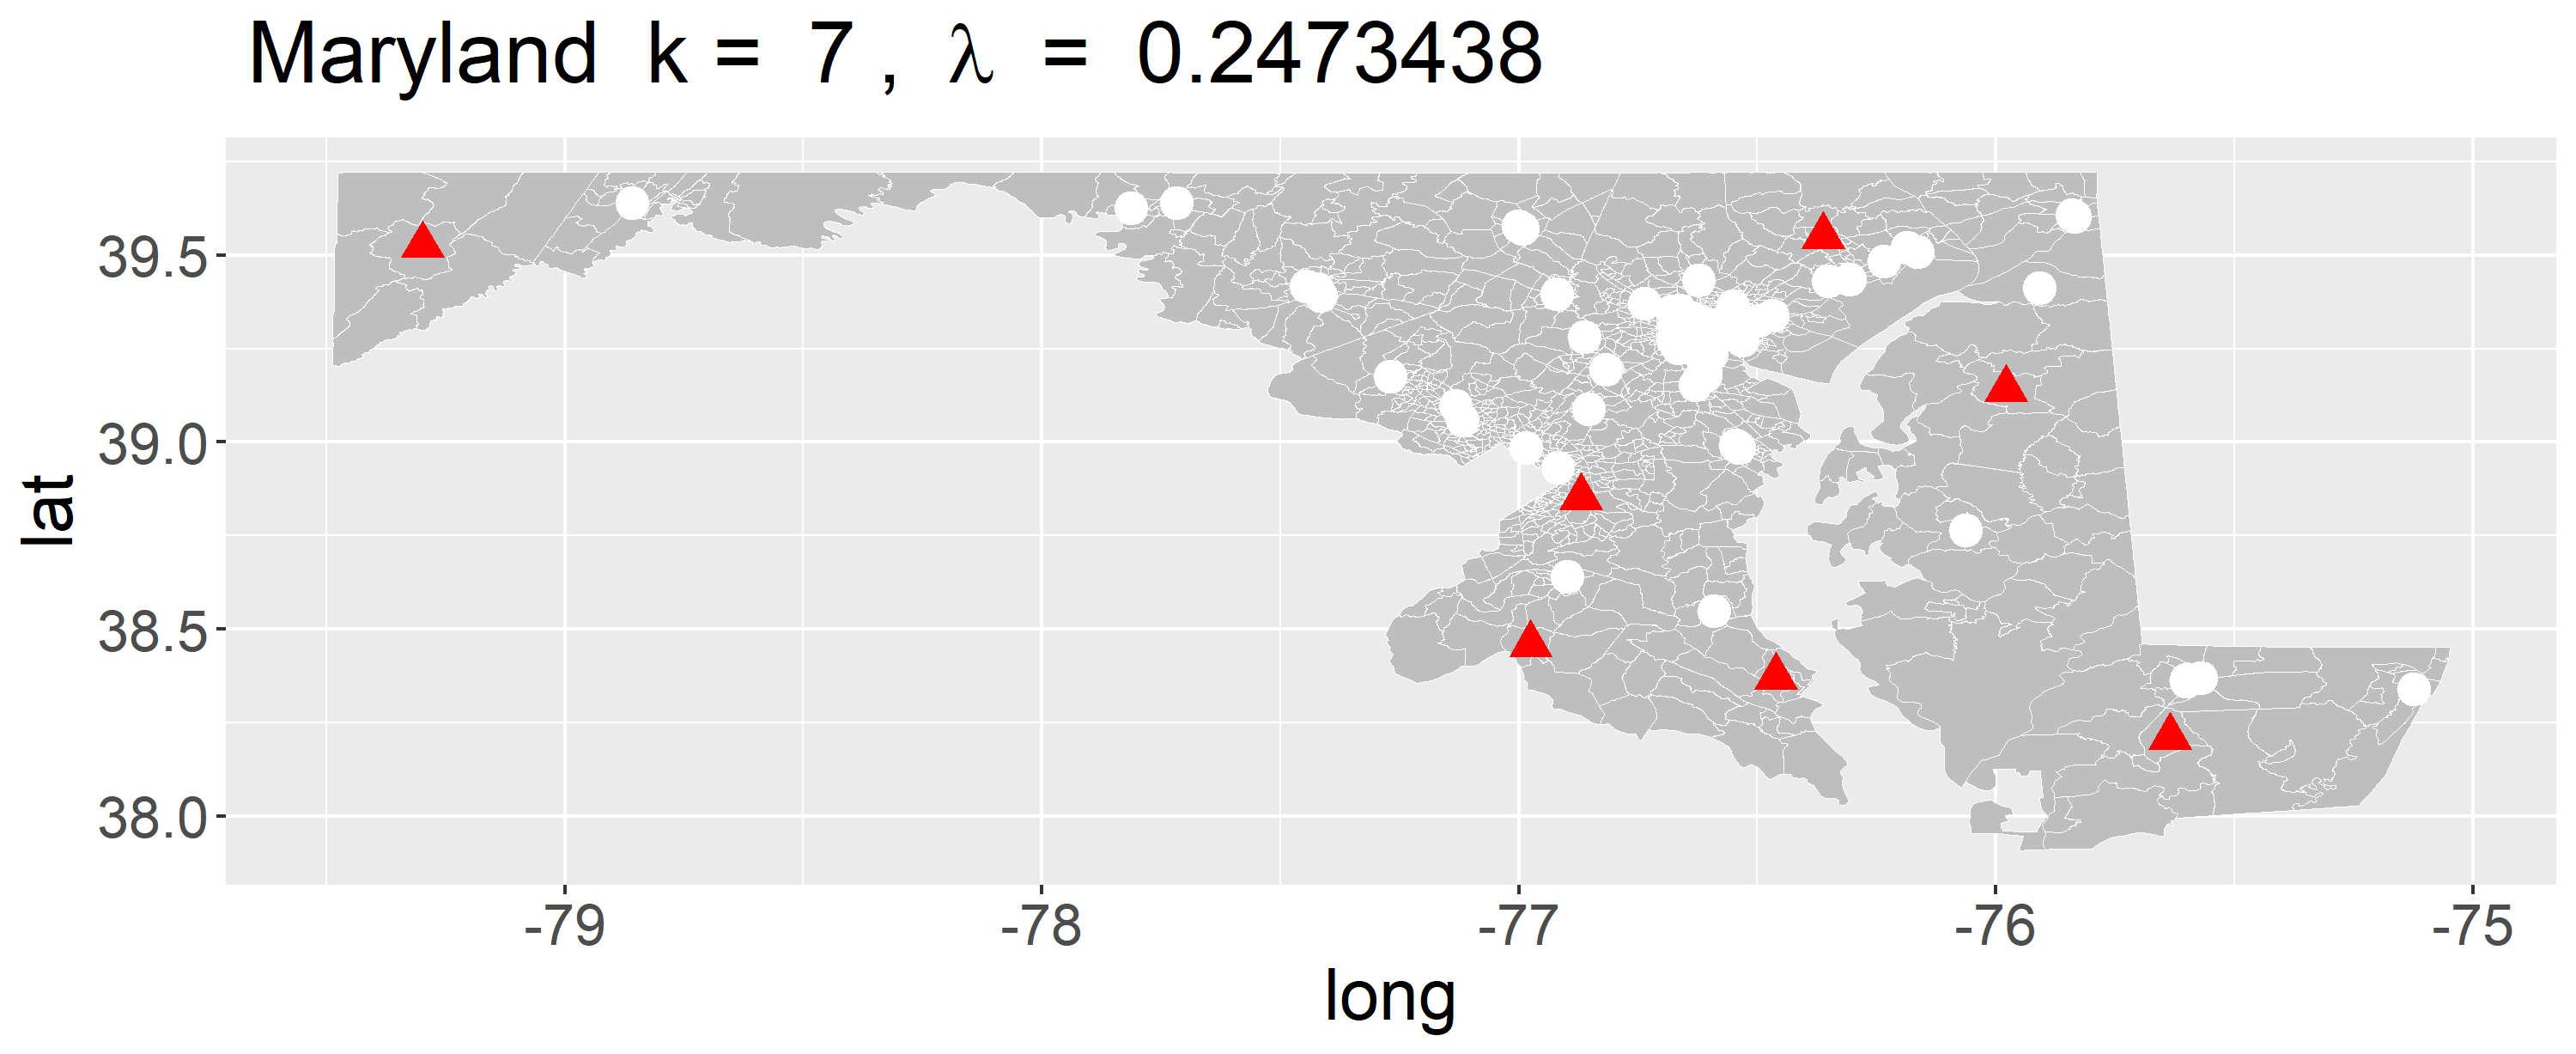 Maryland k = 7 , λ = 0.2473438
39.5
39.0
38.5
38.0
lat
-79 -78 -77 -76 -75
long